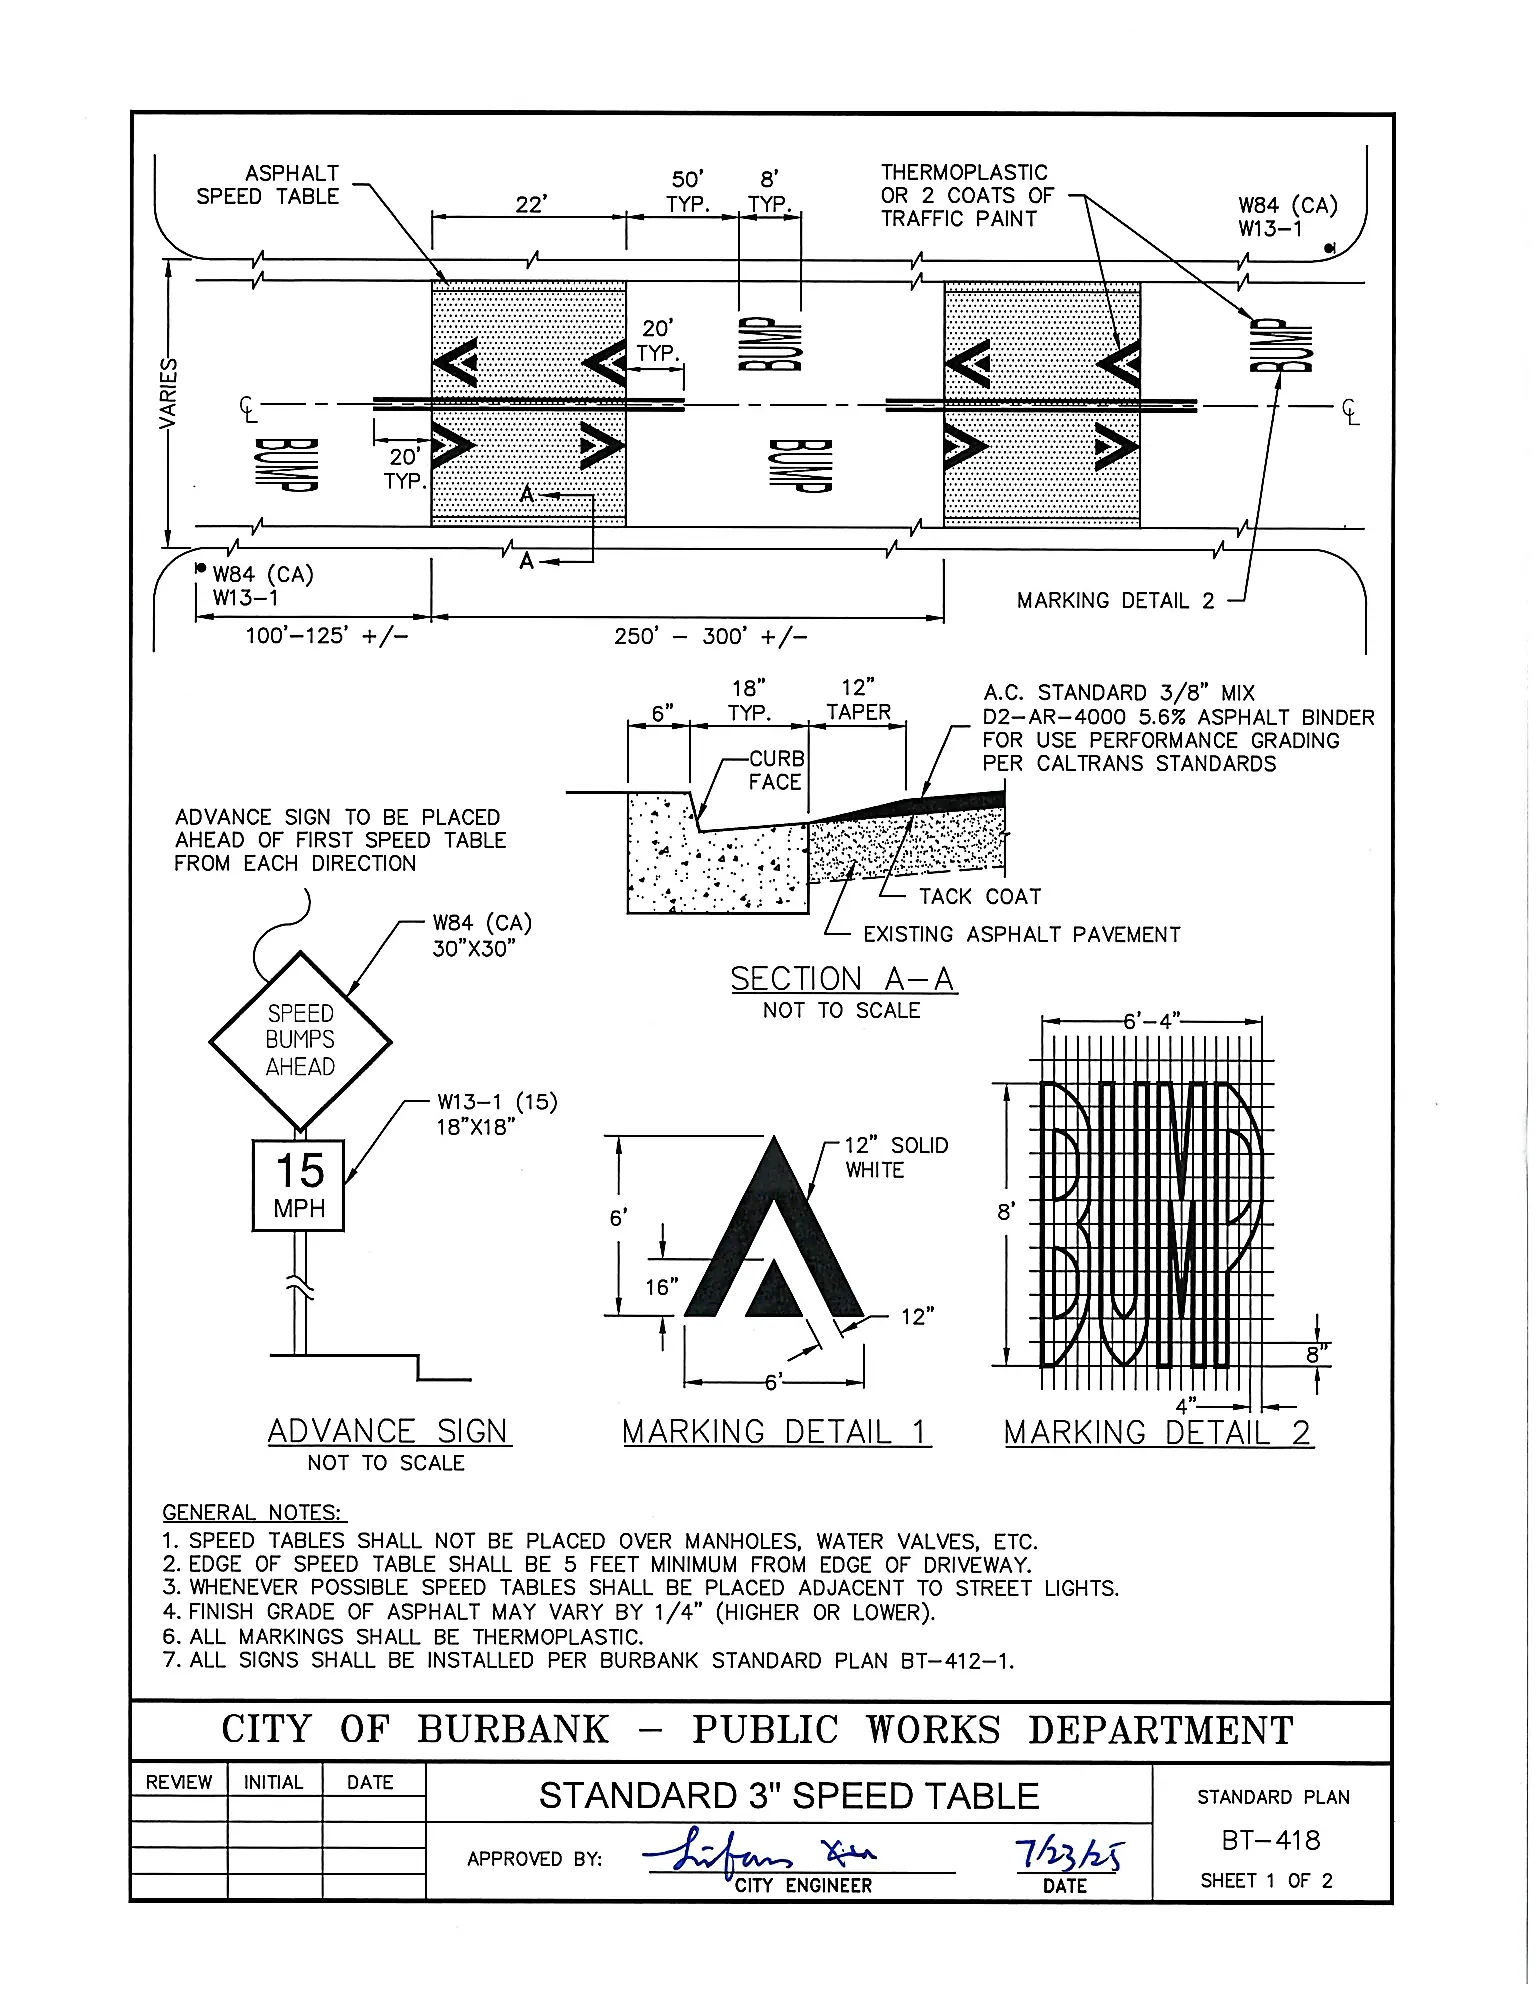 ASPHALT
SPEED TABLE
22'
50'
TYP.
8'
TYP.
THERMOPLASTIC
OR 2 COATS OF
TRAFFIC PAINT
W84 (CA)
W13-1
VARIES
20'
TYP.
BUMP
BUMP
℄
℄
BUMP
BUMP
20'
TYP.
A
A
W84 (CA)
W13-1
MARKING DETAIL 2
100'-125' +/-
250' - 300' +/-
6"
18"
TYP.
12"
TAPER
A.C. STANDARD 3/8" MIX
D2-AR-4000 5.6% ASPHALT BINDER
FOR USE PERFORMANCE GRADING
PER CALTRANS STANDARDS
CURB
FACE
TACK COAT
EXISTING ASPHALT PAVEMENT
SECTION A-A
NOT TO SCALE
ADVANCE SIGN TO BE PLACED
AHEAD OF FIRST SPEED TABLE
FROM EACH DIRECTION
W84 (CA)
30"X30"
SPEED
BUMPS
AHEAD
W13-1 (15)
18"X18"
15
MPH
ADVANCE SIGN
NOT TO SCALE
12" SOLID
WHITE
6'
16"
12"
6'
MARKING DETAIL 1
6'-4"
8'
BUMP
8"
4"
MARKING DETAIL 2
GENERAL NOTES:
1. SPEED TABLES SHALL NOT BE PLACED OVER MANHOLES, WATER VALVES, ETC.
2. EDGE OF SPEED TABLE SHALL BE 5 FEET MINIMUM FROM EDGE OF DRIVEWAY.
3. WHENEVER POSSIBLE SPEED TABLES SHALL BE PLACED ADJACENT TO STREET LIGHTS.
4. FINISH GRADE OF ASPHALT MAY VARY BY 1/4" (HIGHER OR LOWER).
6. ALL MARKINGS SHALL BE THERMOPLASTIC.
7. ALL SIGNS SHALL BE INSTALLED PER BURBANK STANDARD PLAN BT-412-1.
CITY OF BURBANK - PUBLIC WORKS DEPARTMENT
REVIEW INITIAL DATE
STANDARD 3" SPEED TABLE
APPROVED BY:
7/23/25
CITY ENGINEER
DATE
STANDARD PLAN
BT-418
SHEET 1 OF 2